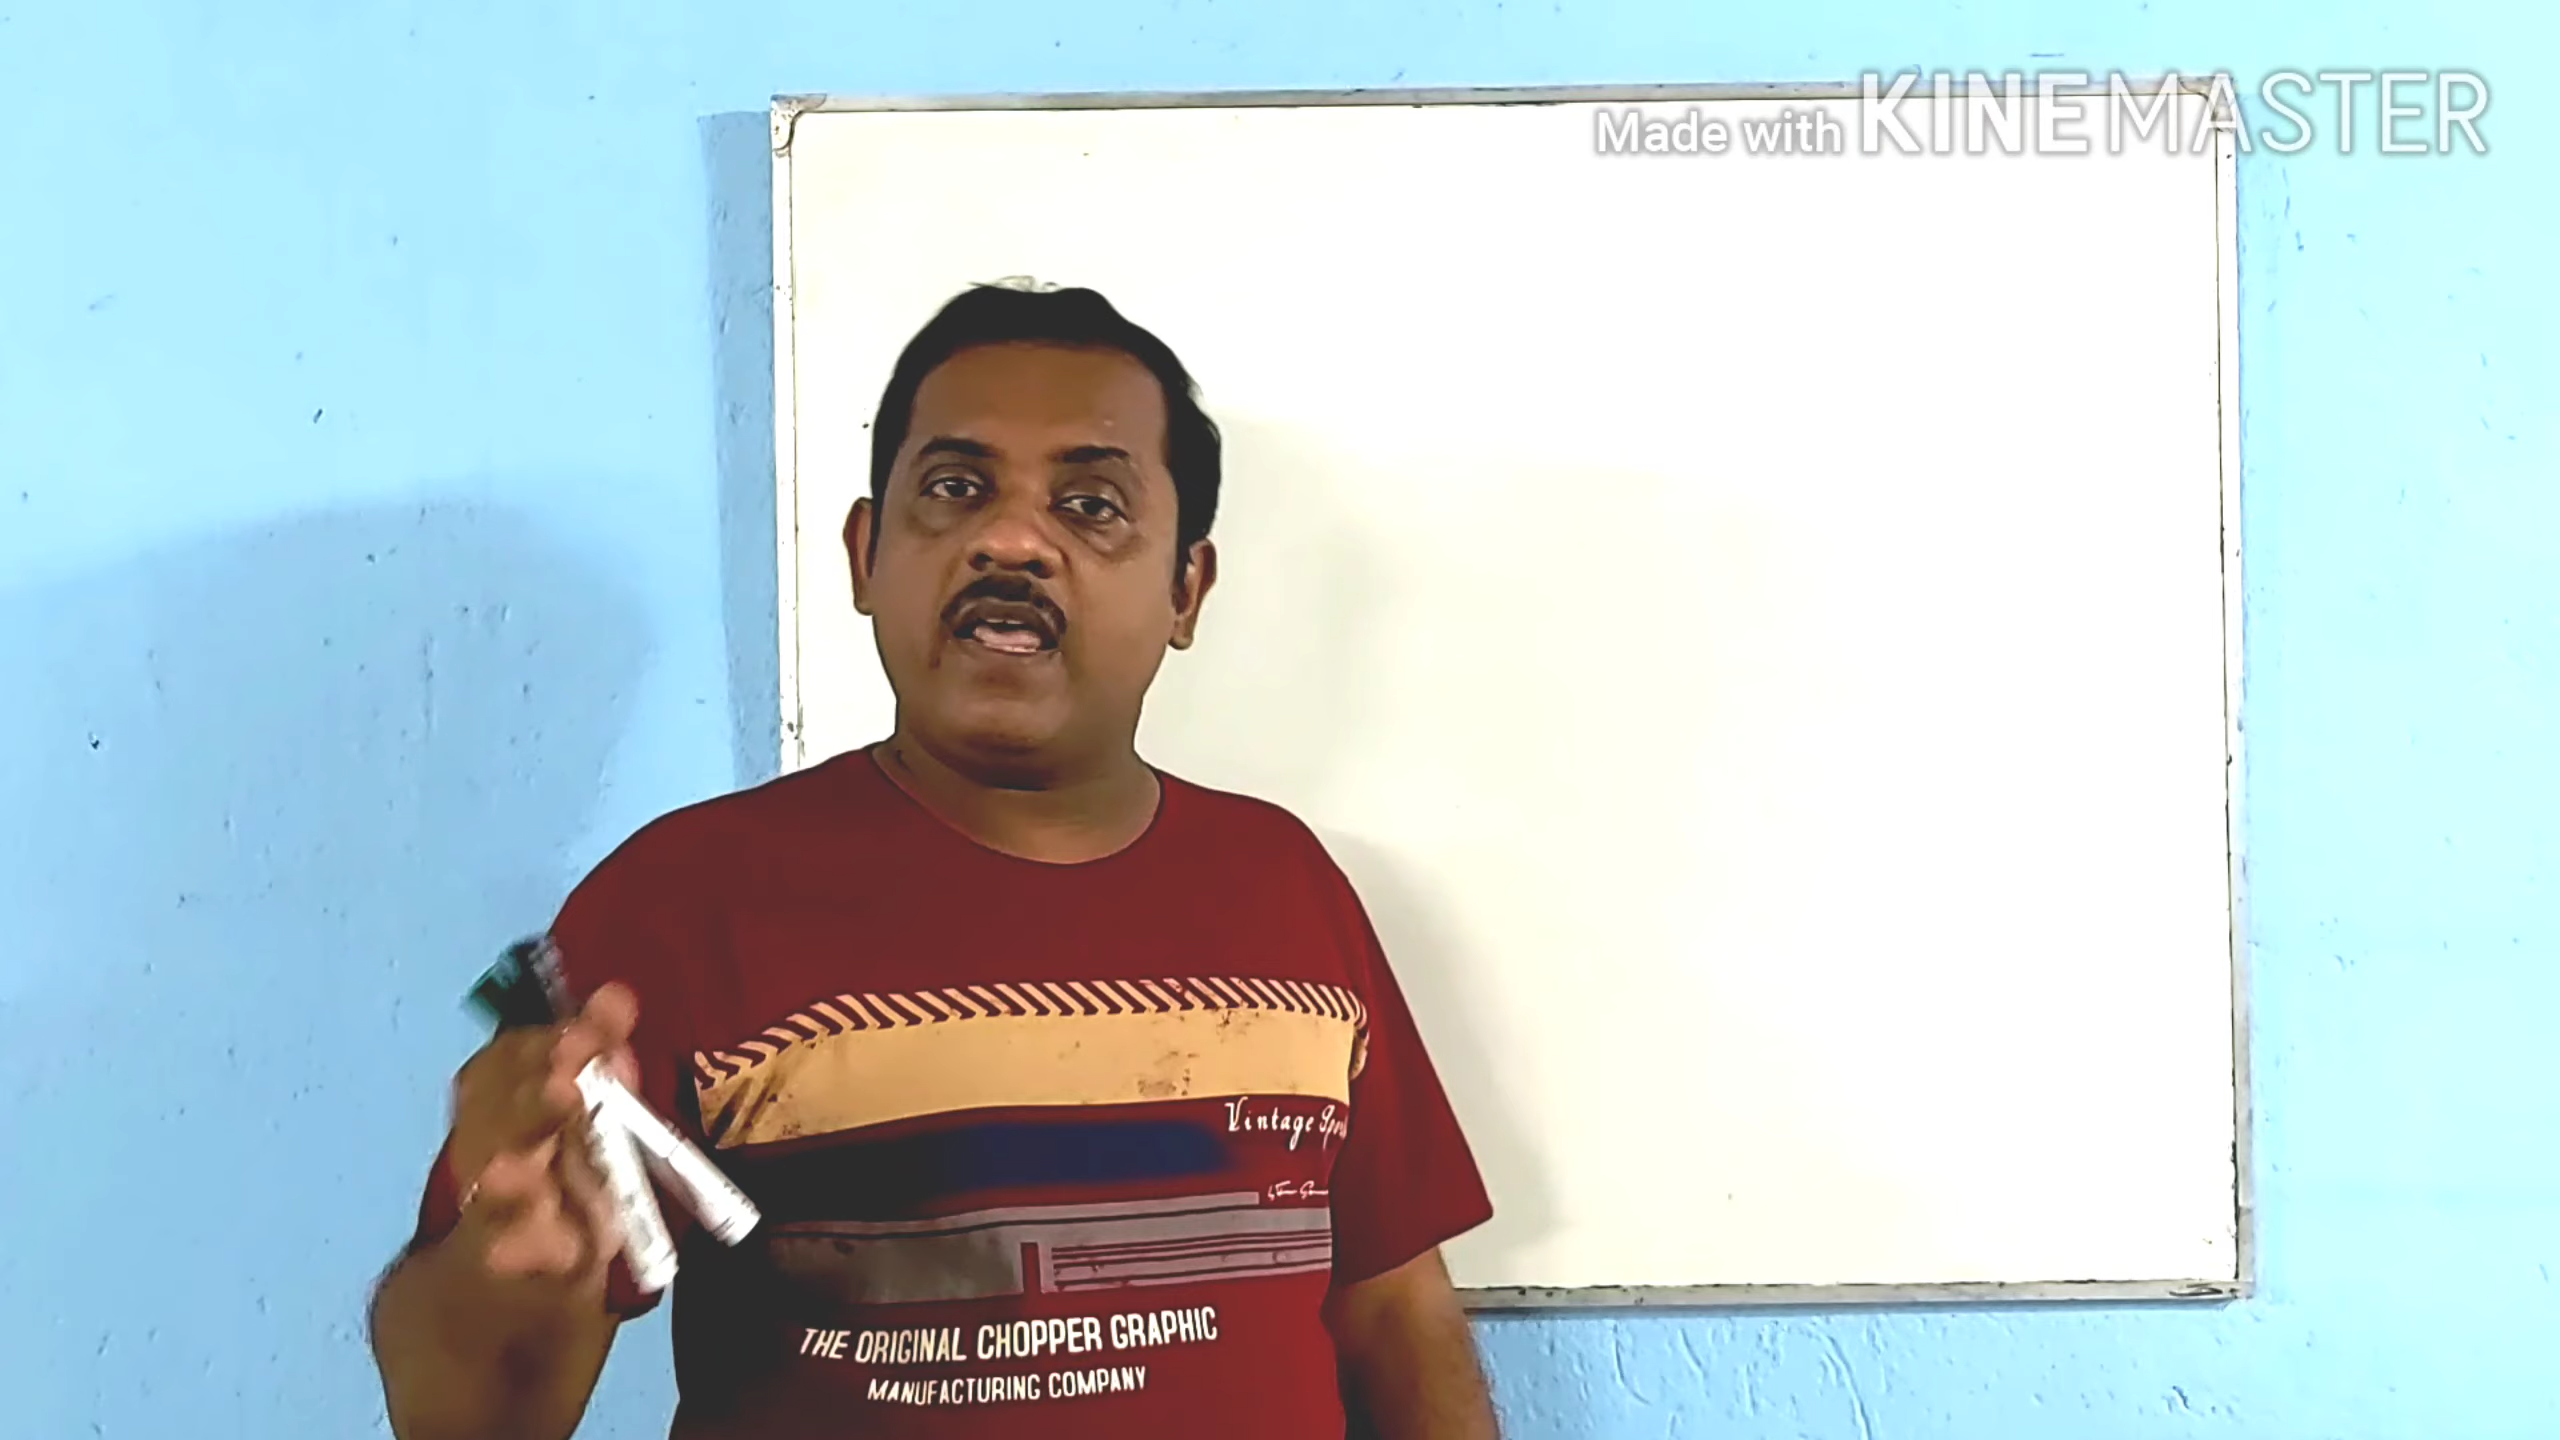 Made with KINEMASTER
Vintage
THE ORIGINAL CHOPPER GRAPHIC
MANUFACTURING COMPANY